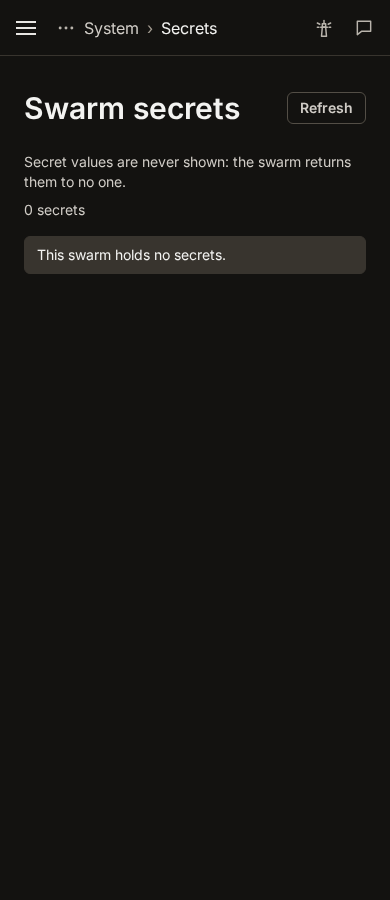 System › Secrets
Swarm secrets
Refresh
Secret values are never shown: the swarm returns
them to no one.
0 secrets
This swarm holds no secrets.